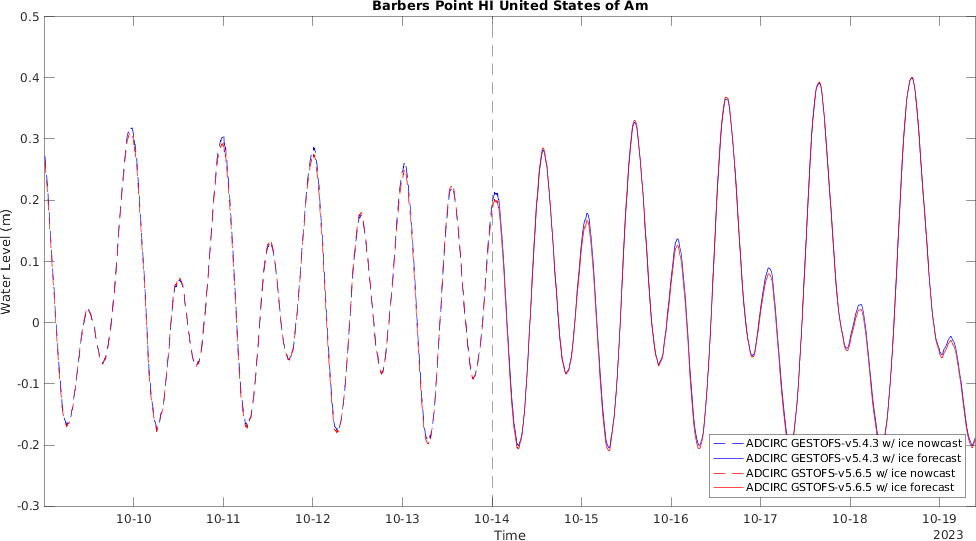 Barbers Point HI United States of Am
0.5
0.4
0.3
0.2
0.1
0
-0.1
-0.2
-0.3
Water Level (m)
ADCIRC GESTOFS-v5.4.3 w/ ice nowcast
ADCIRC GESTOFS-v5.4.3 w/ ice forecast
ADCIRC GSTOFS-v5.6.5 w/ ice nowcast
ADCIRC GSTOFS-v5.6.5 w/ ice forecast
10-10 10-11 10-12 10-13 10-14 10-15 10-16 10-17 10-18 10-19
Time
2023